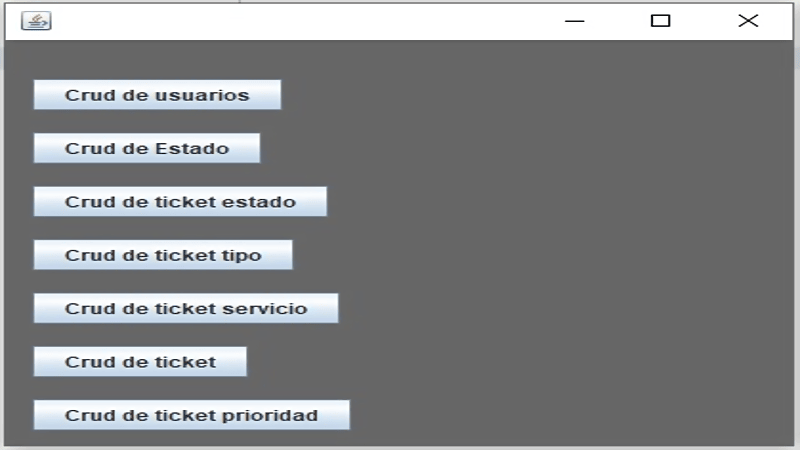 Crud de usuarios
Crud de Estado
Crud de ticket estado
Crud de ticket tipo
Crud de ticket servicio
Crud de ticket
Crud de ticket prioridad